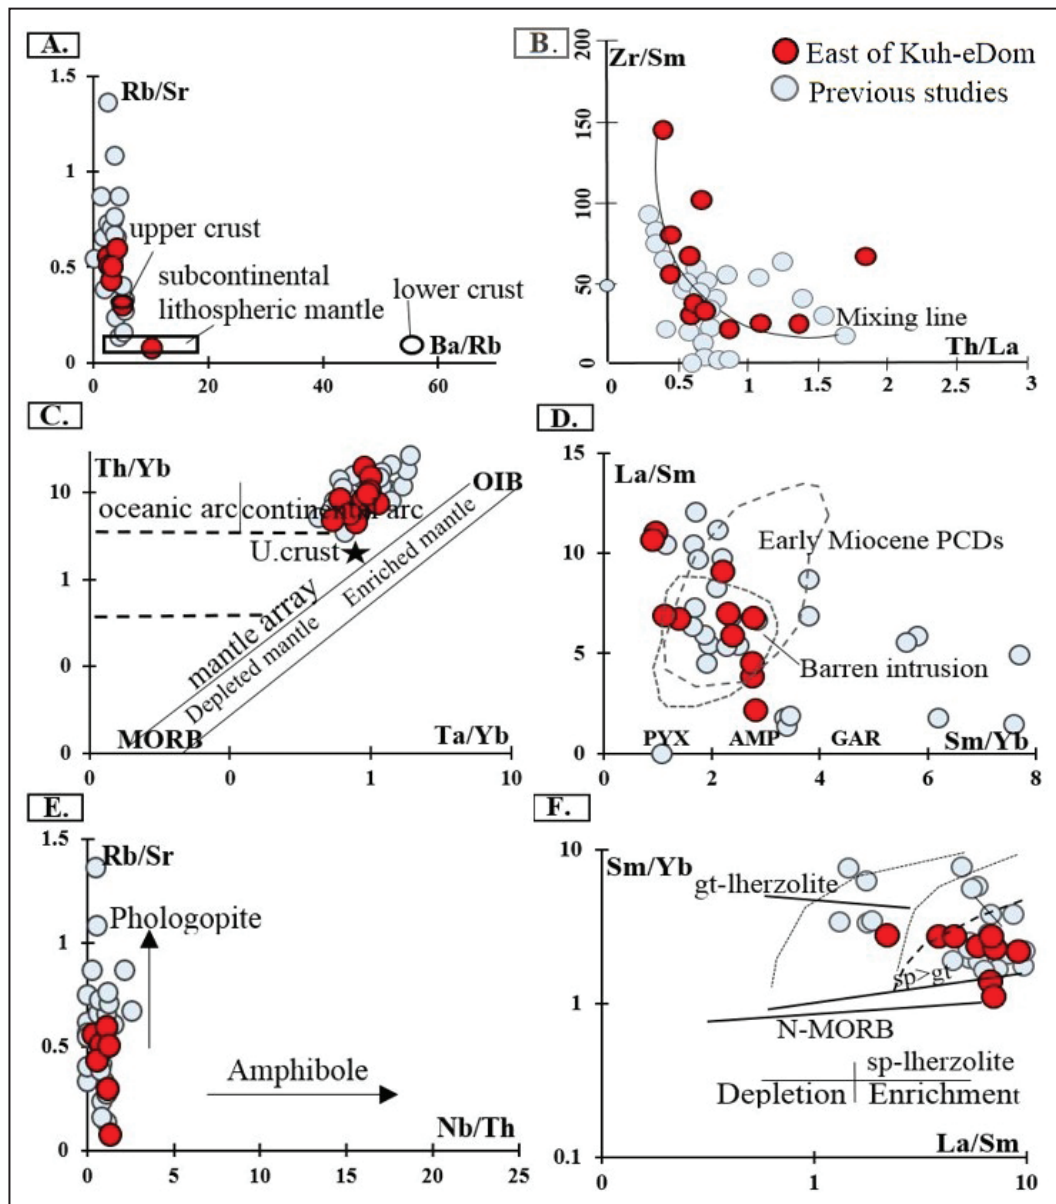 A.
Rb/Sr
1.5
1
0.5
0
upper crust
subcontinental
lithospheric mantle
lower crust
Ba/Rb
0
20
40
60
B.
Zr/Sm
200
150
100
50
0
East of Kuh-eDom
Previous studies
Mixing line
Th/La
0.5
1
1.5
2
2.5
3
C.
Th/Yb
10
1
0
0
oceanic arc
continental arc
U.crust
OIB
Enriched mantle
mantle array
Depleted mantle
MORB
Ta/Yb
0
0
1
10
D.
La/Sm
15
10
5
0
Early Miocene PCDs
Barren intrusion
PYX
AMP
GAR
Sm/Yb
0
2
4
6
8
E.
Rb/Sr
1.5
1
0.5
0
Phologopite
Amphibole
Nb/Th
0
5
10
15
20
25
F.
Sm/Yb
10
1
0.1
gt-lherzolite
sp>gt
N-MORB
sp-lherzolite
Depletion
Enrichment
La/Sm
0
1
10